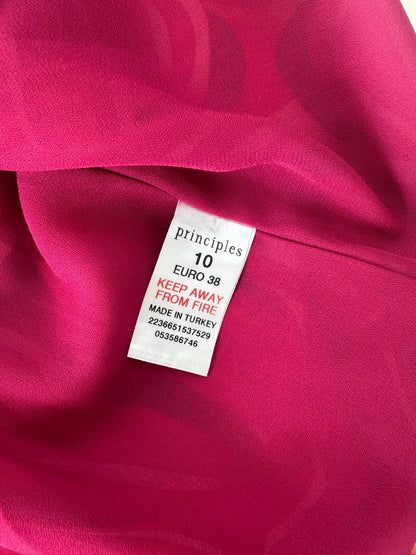 principles
10
EURO 38
KEEP AWAY
FROM FIRE
MADE IN TURKEY
2236651537529
053586746